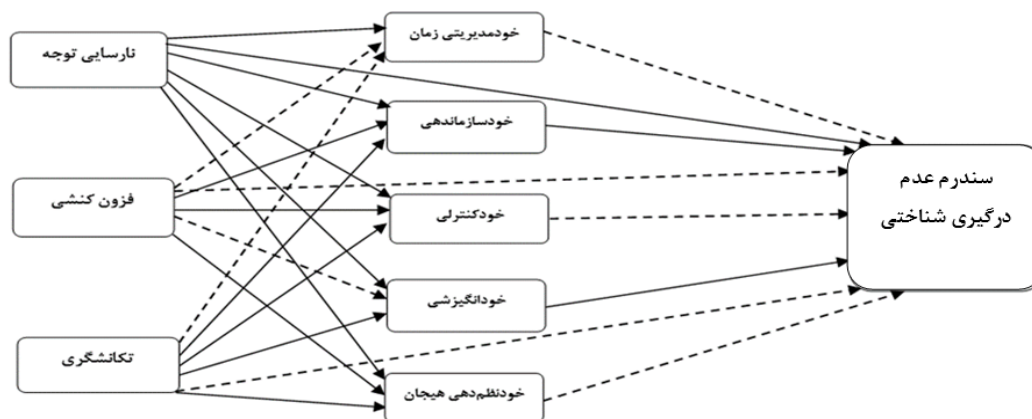 نارسایی توجه
فزون کنشی
تکانشگری
خودمدیریتی زمان
خودسازماندهی
خودکنترلی
خودانگیزشی
خودنظم‌دهی هیجان
سندرم عدم
درگیری شناختی